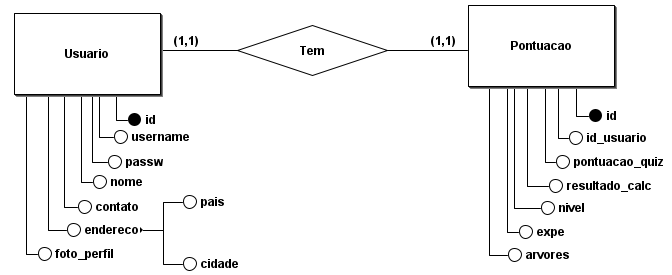 Usuario
(1,1)
Tem
(1,1)
Pontuacao
id
username
passw
nome
contato
endereco
foto_perfil
pais
cidade
id
id_usuario
pontuacao_quiz
resultado_calc
nivel
expe
arvores